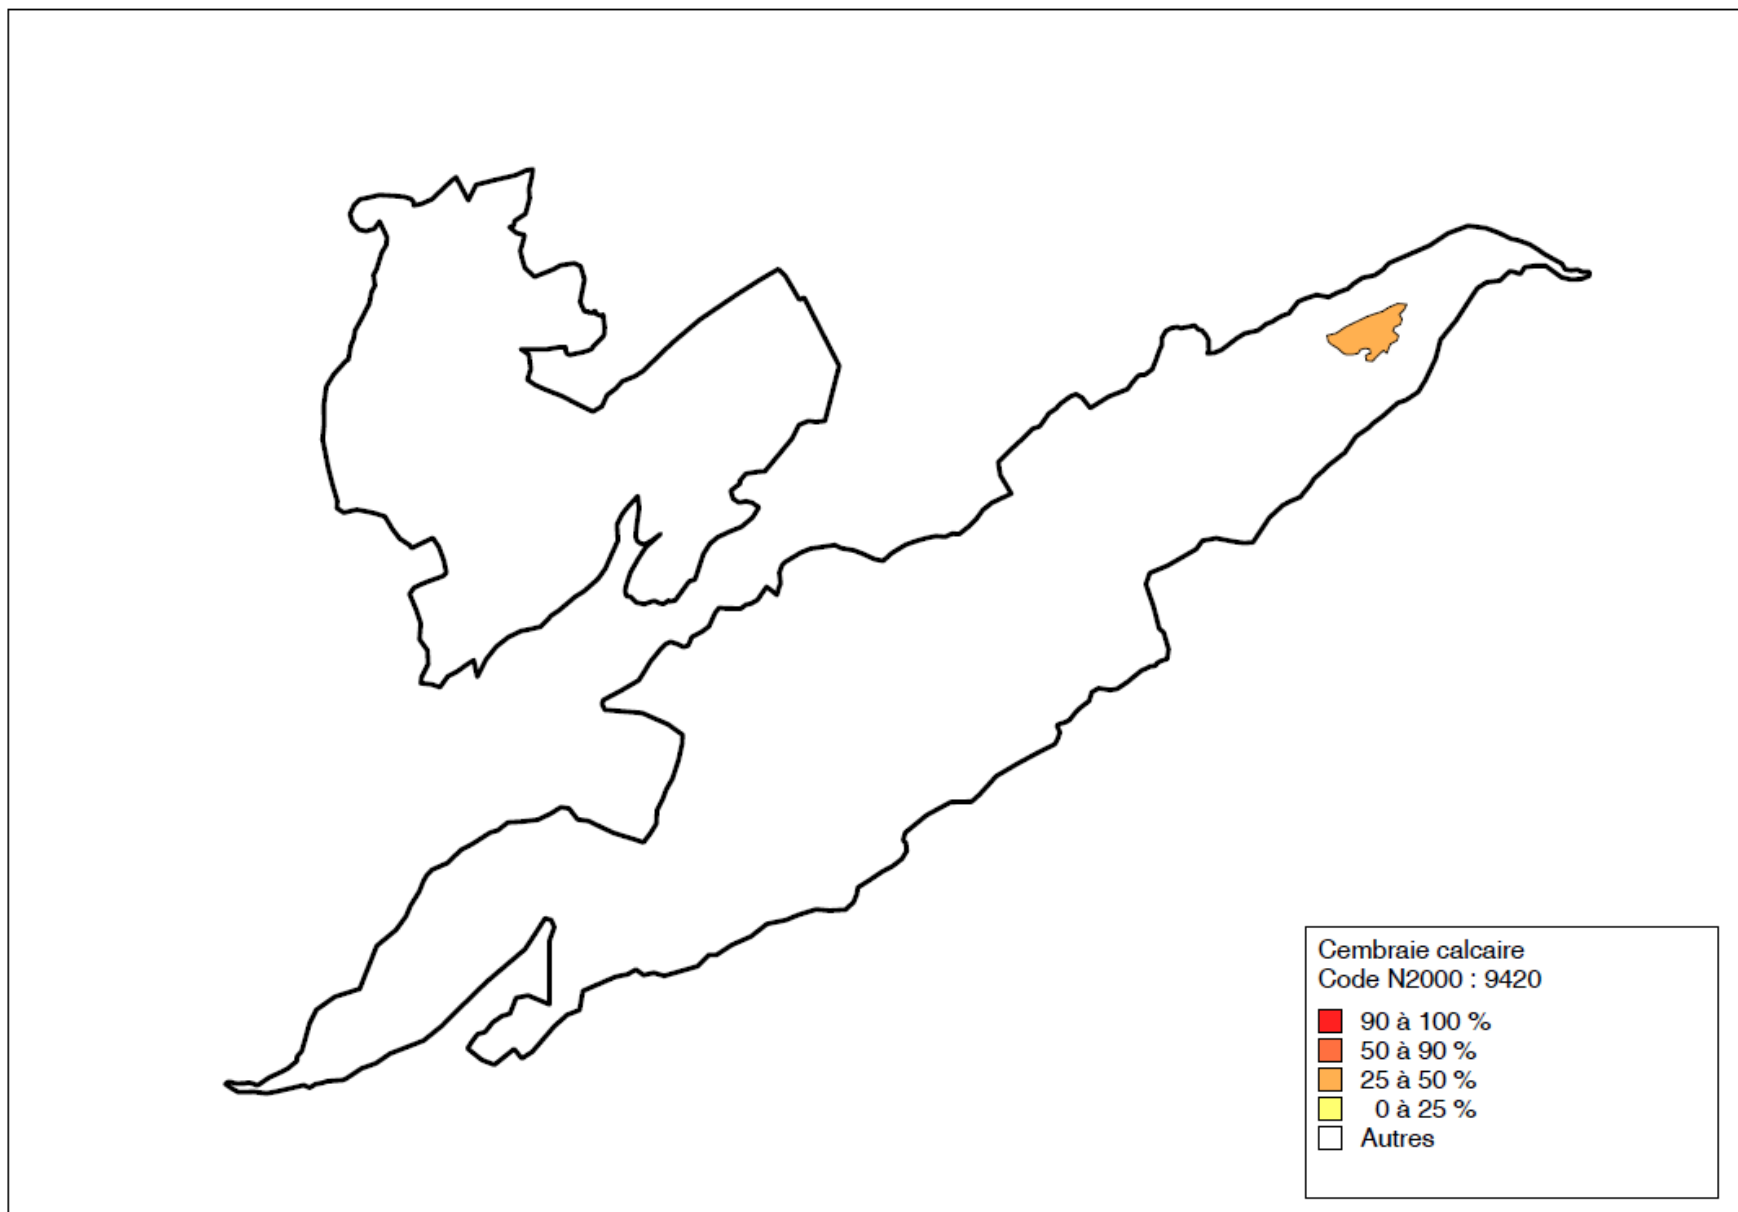 Cembraie calcaire
Code N2000 : 9420
90 à 100 %
50 à 90 %
25 à 50 %
0 à 25 %
Autres